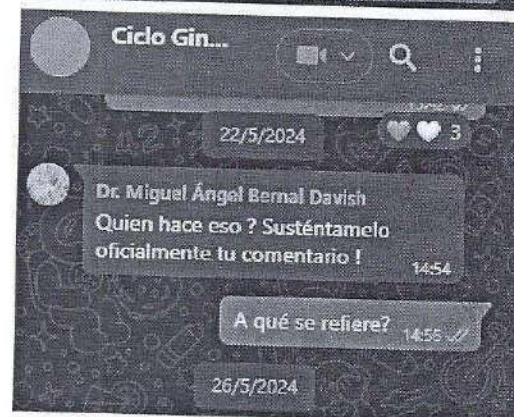 Ciclo Gin...
22/5/2024
3
Dr. Miguel Ángel Bernal Davish
Quien hace eso ? Susténtamelo
oficialmente tu comentario !
14:54
A qué se refiere?
14:55
26/5/2024